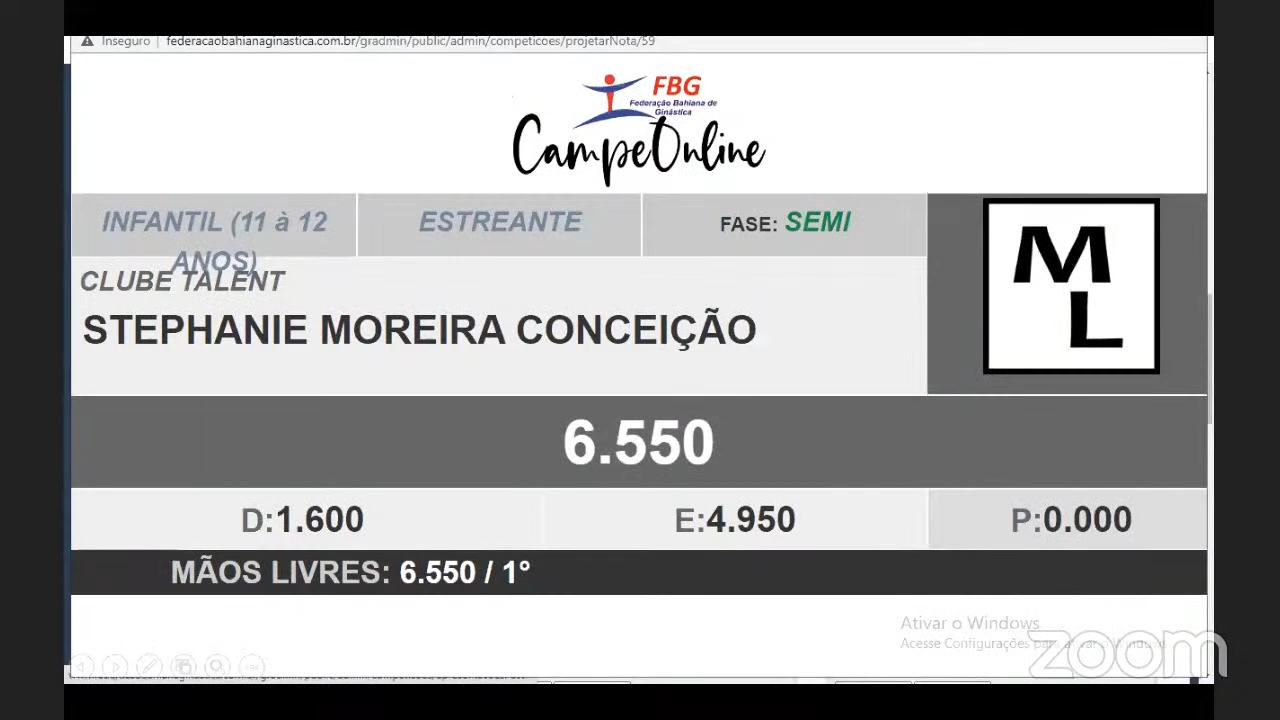 Inseguro | federacaobahianaginastica.com.br/gradmin/public/admin/competicoes/projetarNota/59
FBG
Federação Bahiana de
Ginástica
CampeOnline
INFANTIL (11 à 12
ANOS)
ESTREANTE
FASE: SEMI
ML
CLUBE TALENT
STEPHANIE MOREIRA CONCEIÇÃO
6.550
D:1.600
E:4.950
P:0.000
MÃOS LIVRES: 6.550 / 1°
Ativar o Windows
Acesse Configurações para ativar o Windows.
zoom